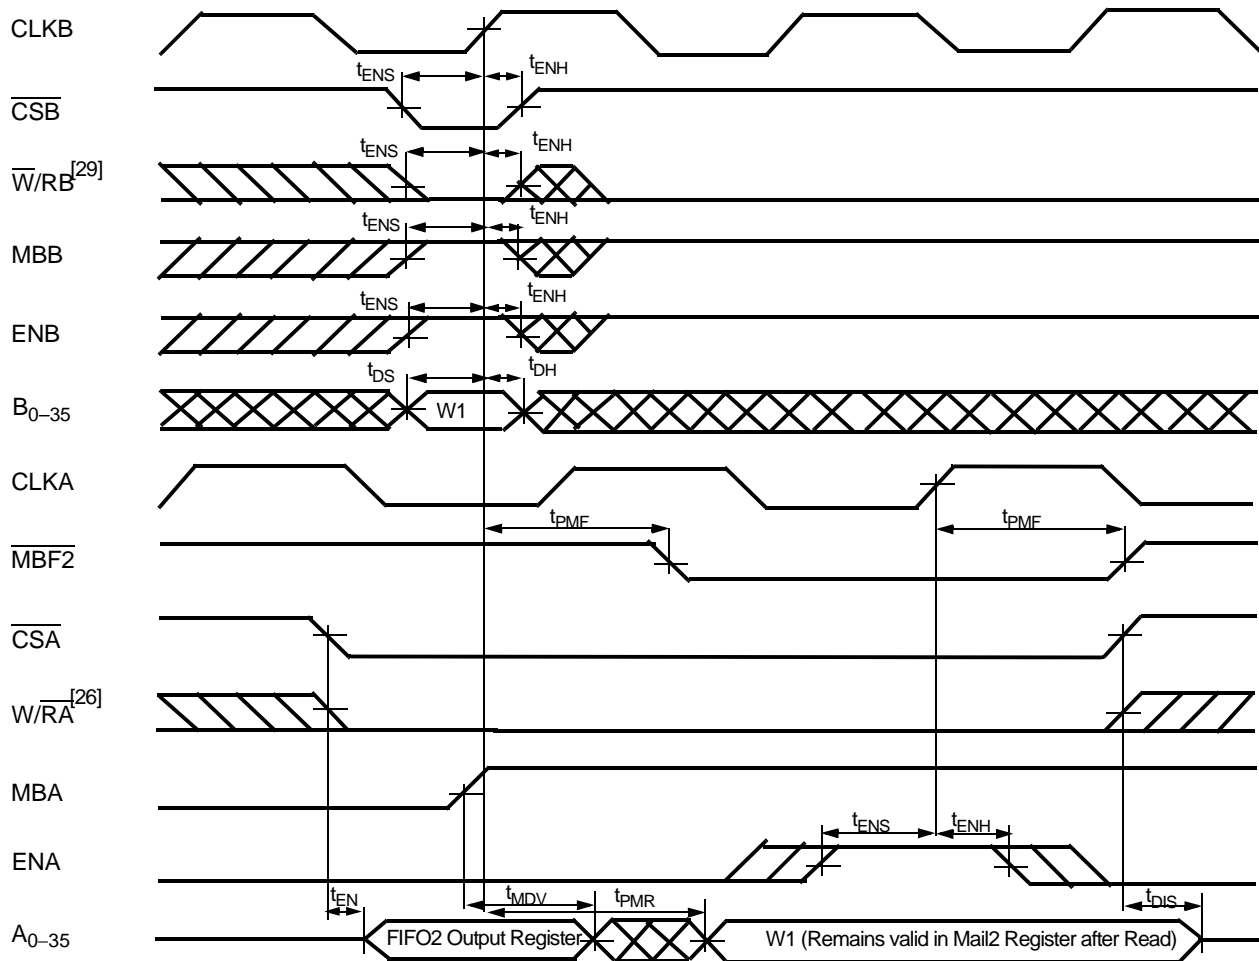 CLKB
tENS tENH
CSB
tENS tENH
W/RB[29]
tENS tENH
MBB
tENS tENH
ENB
tDS tDH
B0–35 W1
CLKA
tPMF tPMF
MBF2
CSA
W/RA[26]
MBA
tENS tENH
ENA
tEN tMDV tPMR tDIS
A0–35 FIFO2 Output Register W1 (Remains valid in Mail2 Register after Read)